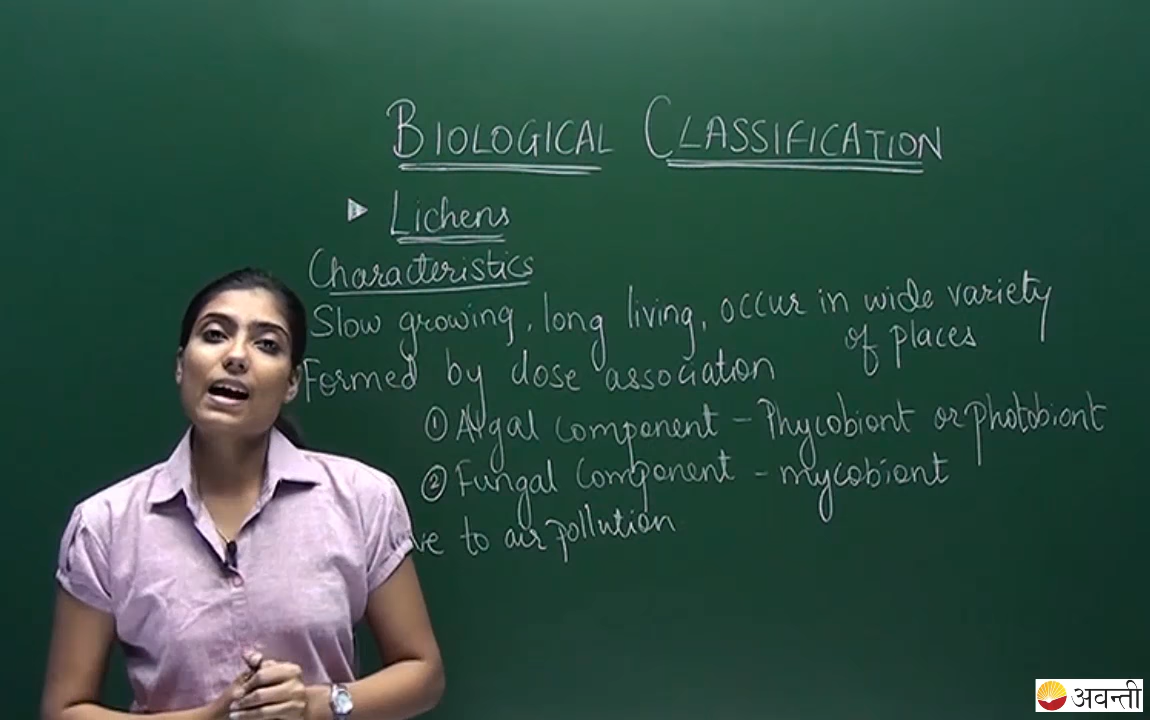 BIOLOGICAL CLASSIFICATION
Lichens
Characteristics
Slow growing, long living, occur in wide variety
of places
Formed by close association
① Algal component - Phycobiont or photobiont
② Fungal component - mycobiont
to air pollution
अवन्ती